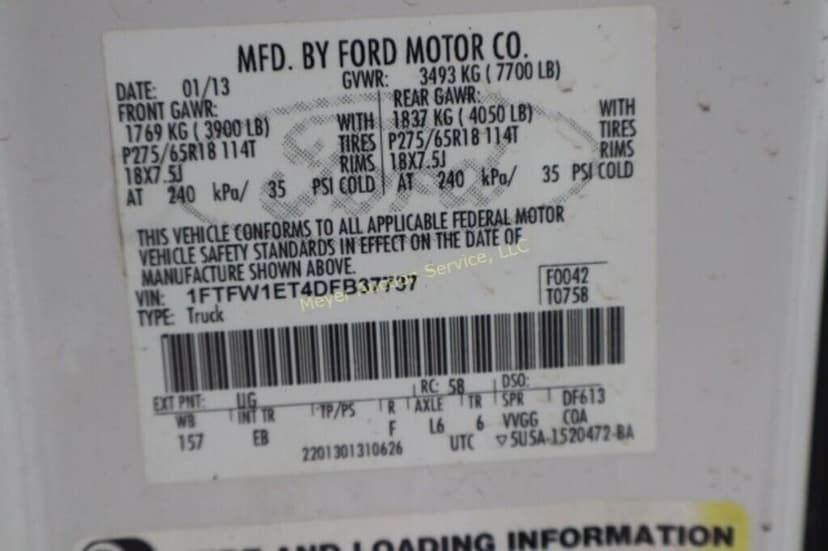 MFD. BY FORD MOTOR CO.
DATE: 01/13 GVWR: 3493 KG ( 7700 LB)
FRONT GAWR: REAR GAWR:
1769 KG ( 3900 LB) WITH 1837 KG ( 4050 LB) WITH
P275/65R18 114T TIRES P275/65R18 114T TIRES
18X7.5J RIMS 18X7.5J RIMS
AT 240 kPa/ 35 PSI COLD AT 240 kPa/ 35 PSI COLD
Ford
THIS VEHICLE CONFORMS TO ALL APPLICABLE FEDERAL MOTOR
VEHICLE SAFETY STANDARDS IN EFFECT ON THE DATE OF
MANUFACTURE SHOWN ABOVE.
VIN: 1FTFW1ET4DFB37737 F0042
TYPE: Truck T0758
Service, LLC
EXT PNT: UG RC: 58 DSO:
WB INT TR TP/PS R AXLE TR SPR DF613
157 EB F L6 6 VVGG COA
2201301310626 UTC ▽5U5A-1520472-BA
AND LOADING INFORMATION